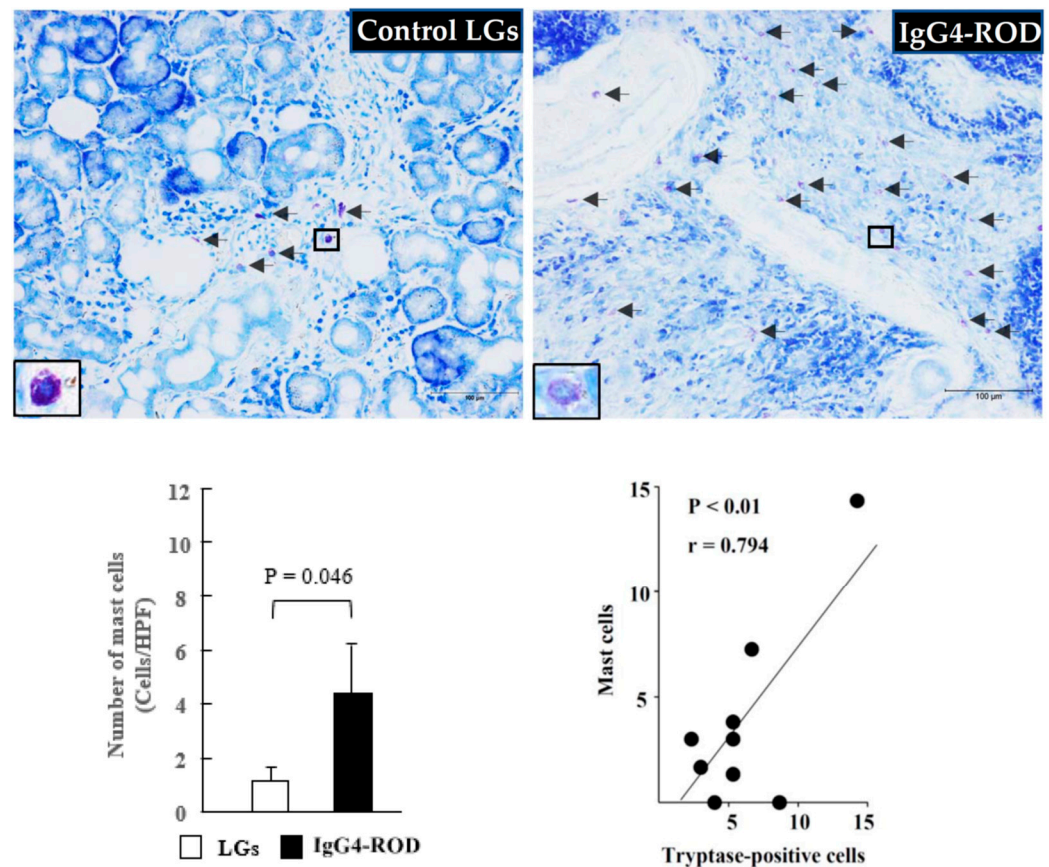 Control LGs
IgG4-ROD
100 μm
100 μm
Number of mast cells
(Cells/HPF)
12
10
8
6
4
2
0
P = 0.046
LGs
IgG4-ROD
Mast cells
15
10
5
P < 0.01
r = 0.794
5
10
15
Tryptase-positive cells